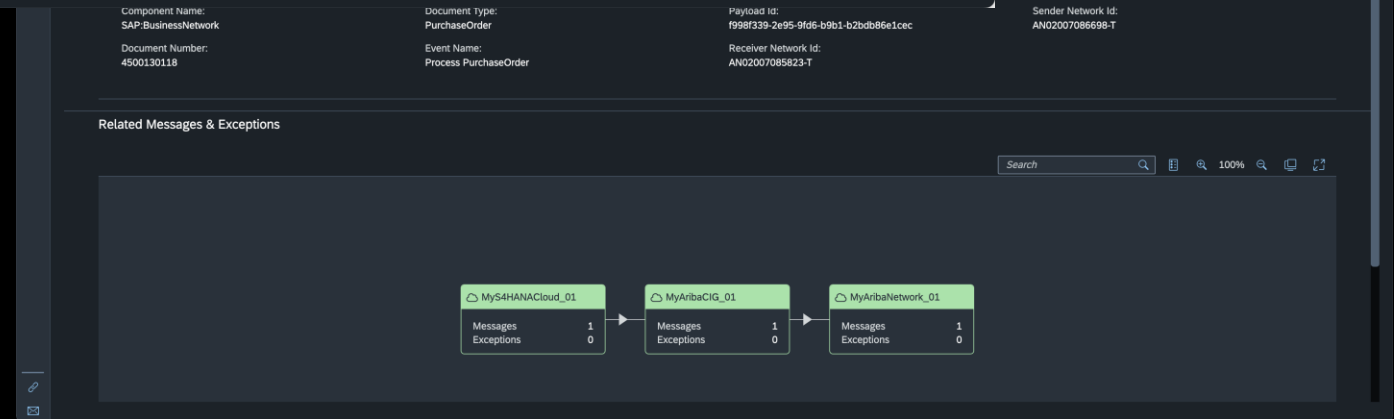 Component Name:
SAP:BusinessNetwork
Document Type:
PurchaseOrder
Payload Id:
f998f339-2e95-9fd6-b9b1-b2bdb86e1cec
Sender Network Id:
AN02007086698-T
Document Number:
4500130118
Event Name:
Process PurchaseOrder
Receiver Network Id:
AN02007085823-T
Related Messages & Exceptions
Search
100%
MyS4HANACloud_01
Messages 1
Exceptions 0
MyAribaCIG_01
Messages 1
Exceptions 0
MyAribaNetwork_01
Messages 1
Exceptions 0